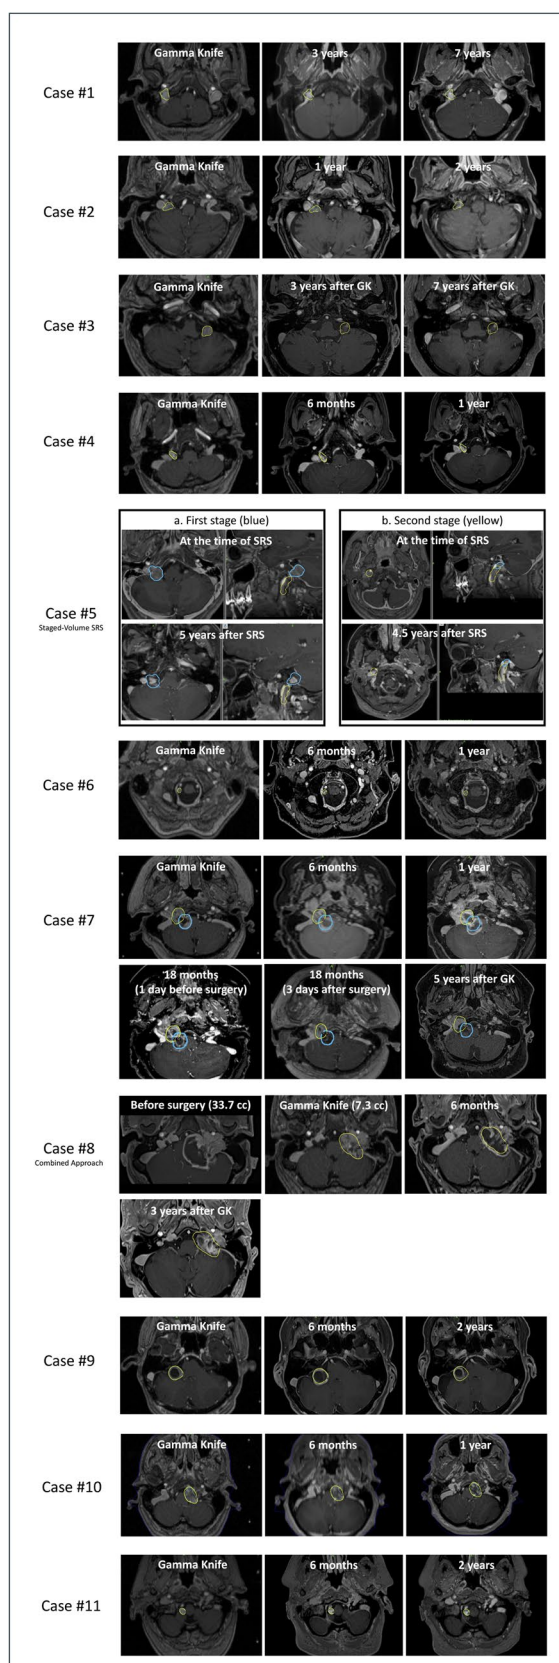 Case #1
Gamma Knife
3 years
7 years
Case #2
Gamma Knife
1 year
2 years
Case #3
Gamma Knife
3 years after GK
7 years after GK
Case #4
Gamma Knife
6 months
1 year
Case #5
Staged-Volume SRS
a. First stage (blue)
At the time of SRS
5 years after SRS
b. Second stage (yellow)
At the time of SRS
4.5 years after SRS
Case #6
Gamma Knife
6 months
1 year
Case #7
Gamma Knife
6 months
1 year
18 months
(1 day before surgery)
18 months
(3 days after surgery)
5 years after GK
Case #8
Combined Approach
Before surgery (33.7 cc)
Gamma Knife (7.3 cc)
6 months
3 years after GK
Case #9
Gamma Knife
6 months
2 years
Case #10
Gamma Knife
6 months
1 year
Case #11
Gamma Knife
6 months
2 years